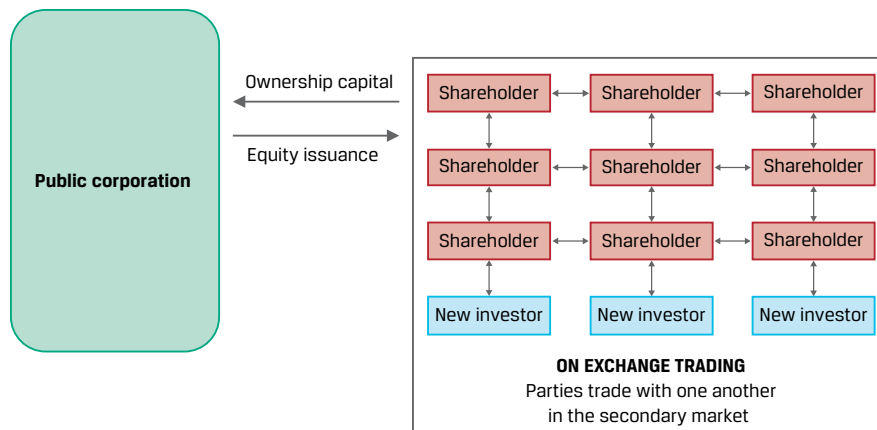 Public corporation
Ownership capital
Equity issuance
Shareholder Shareholder Shareholder
Shareholder Shareholder Shareholder
Shareholder Shareholder Shareholder
New investor New investor New investor
ON EXCHANGE TRADING
Parties trade with one another
in the secondary market